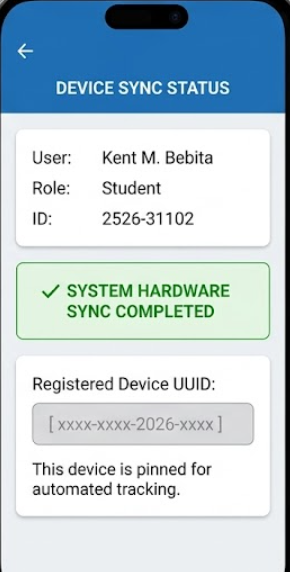 DEVICE SYNC STATUS
User: Kent M. Bebita
Role: Student
ID: 2526-31102
✓ SYSTEM HARDWARE
SYNC COMPLETED
Registered Device UUID:
[ xxxx-xxxx-2026-xxxx ]
This device is pinned for
automated tracking.